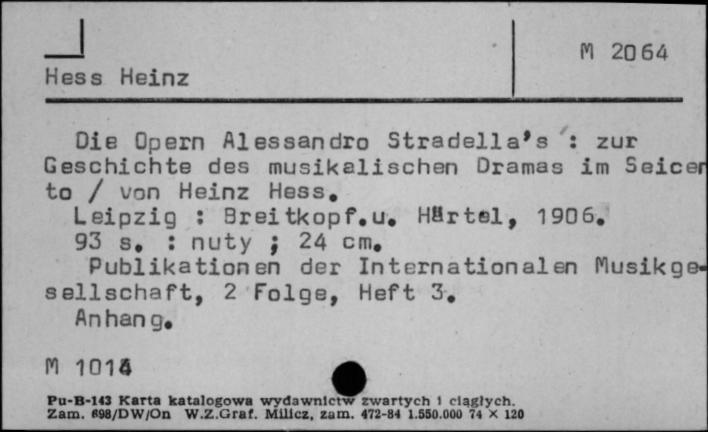 M 2064
Hess Heinz
Die Opern Alessandro Stradella's : zur
Geschichte des musikalischen Dramas im Seicen
to / von Heinz Hess.
Leipzig : Breitkopf.u. Härtel, 1906.
93 s. : nuty ; 24 cm.
Publikationen der Internationalen Musikge-
sellschaft, 2 Folge, Heft 3.
Anhang.
M 1014
Pu-B-143 Karta katalogowa wydawnictw zwartych i ciągłych.
Zam. 698/DW/On W.Z.Graf. Milicz, zam. 472-84 1.550.000 74 × 120